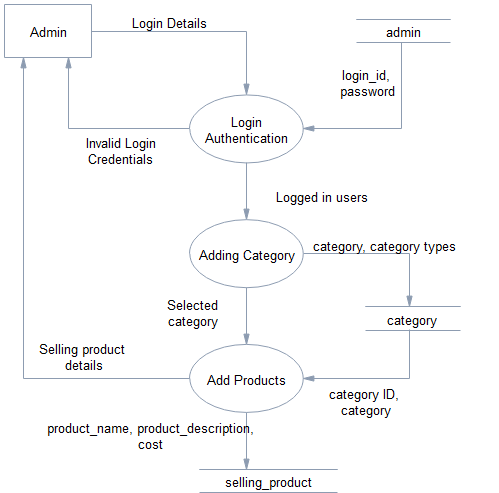 Login Details
Admin
admin
login_id,
password
Login
Authentication
Invalid Login
Credentials
Logged in users
Adding Category
category, category types
Selected
category
category
Selling product
details
Add Products
category ID,
category
product_name, product_description,
cost
selling_product